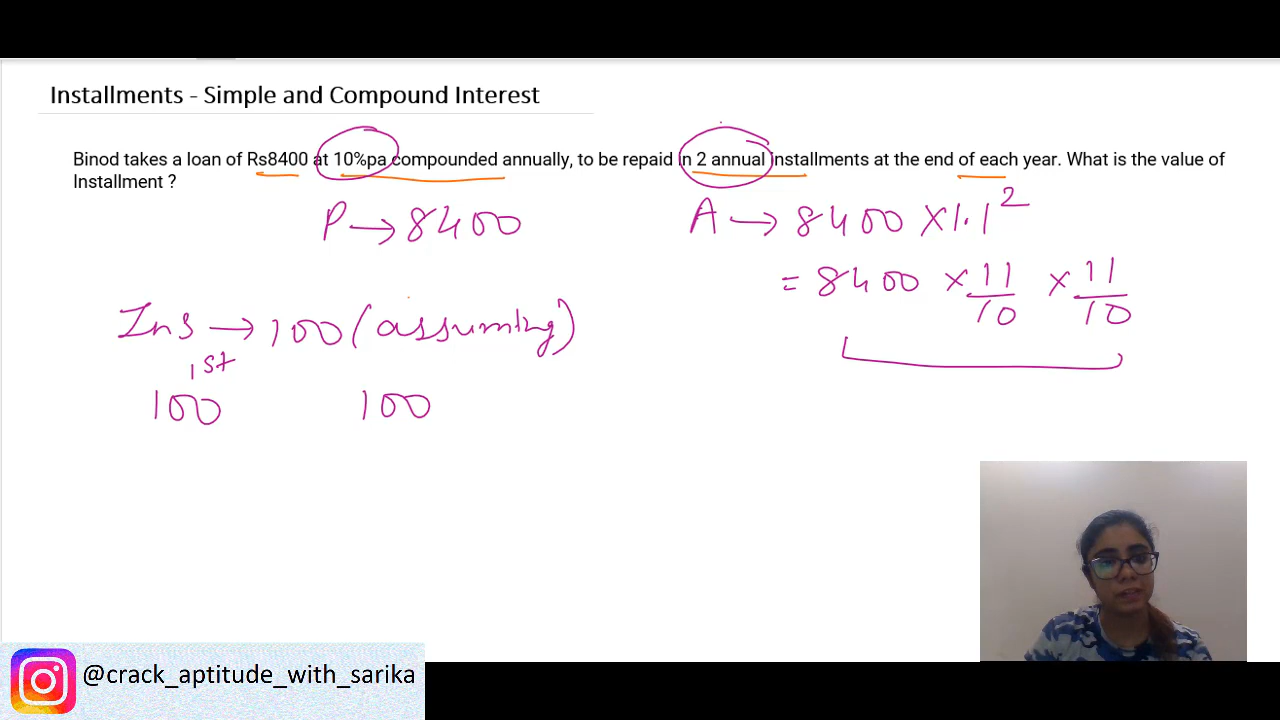 Installments - Simple and Compound Interest
Binod takes a loan of Rs8400 at 10%pa compounded annually, to be repaid in 2 annual installments at the end of each year. What is the value of
Installment ?
P → 8400
A → 8400 × 1.1²
= 8400 × 11/10 × 11/10
Ins → 100 (assuming)
1st
100 100
@crack_aptitude_with_sarika